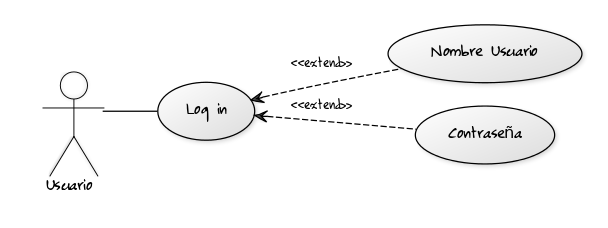 <<extend>>
Nombre Usuario
Log in
<<extend>>
Contraseña
Usuario